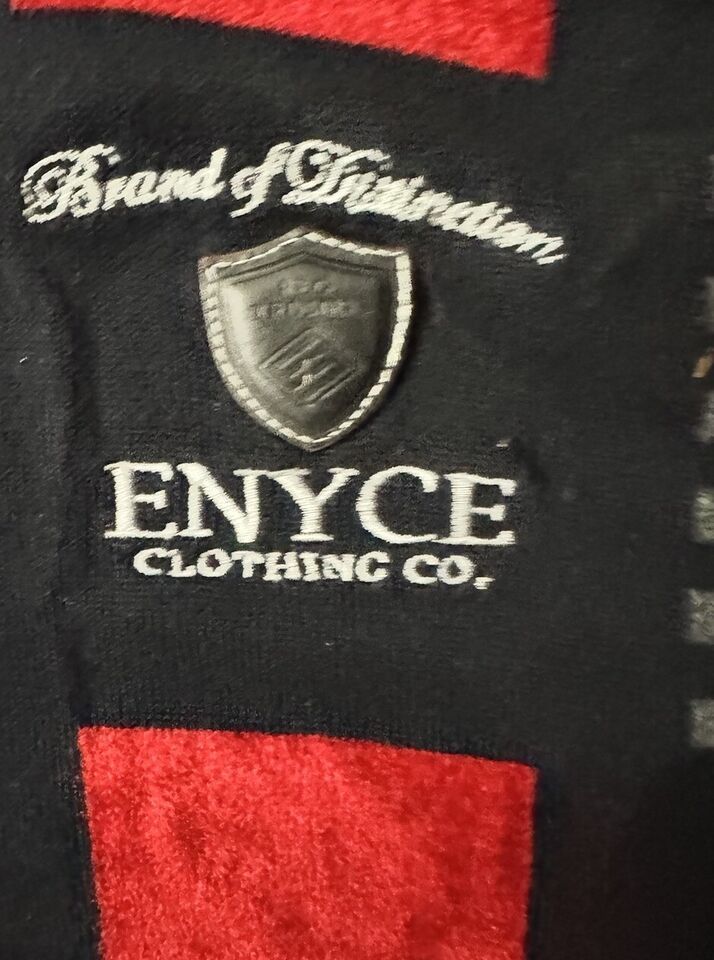 Brand of Distinction
ENYCE
CLOTHING CO.